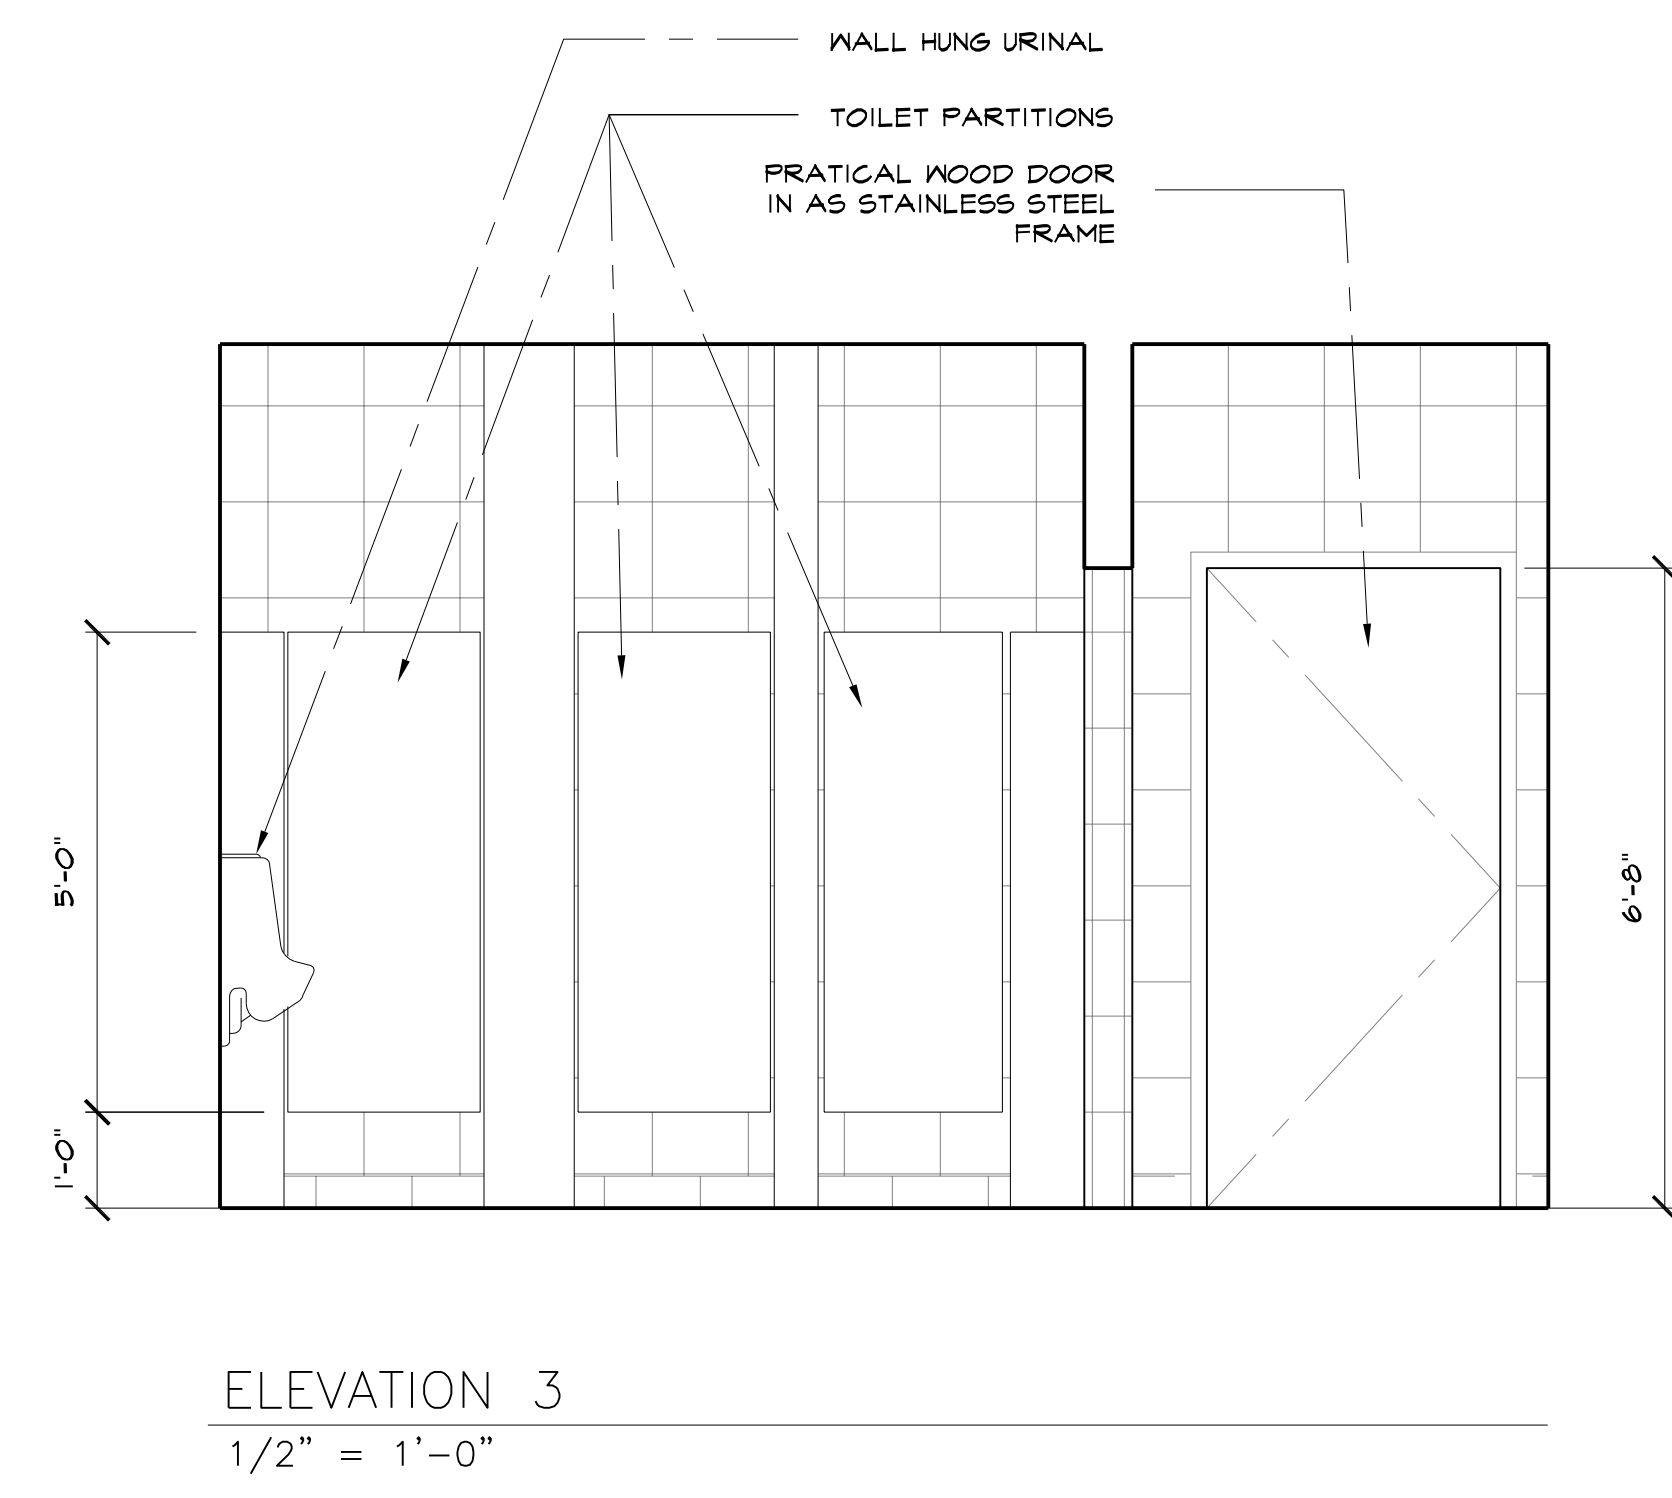 WALL HUNG URINAL
TOILET PARTITIONS
PRATICAL WOOD DOOR
IN AS STAINLESS STEEL
FRAME
5'-0"
1'-0"
6'-8"
ELEVATION 3
1/2" = 1'-0"